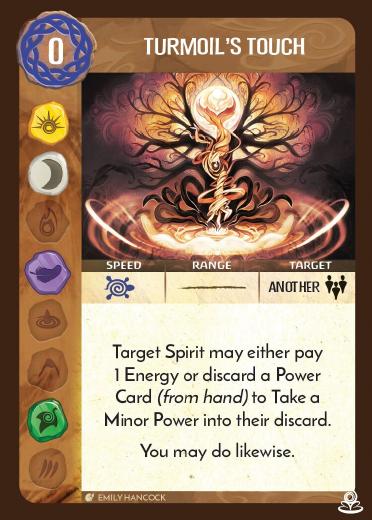 0
TURMOIL'S TOUCH
SPEED RANGE TARGET
ANOTHER
Target Spirit may either pay
1 Energy or discard a Power
Card (from hand) to Take a
Minor Power into their discard.
You may do likewise.
EMILY HANCOCK